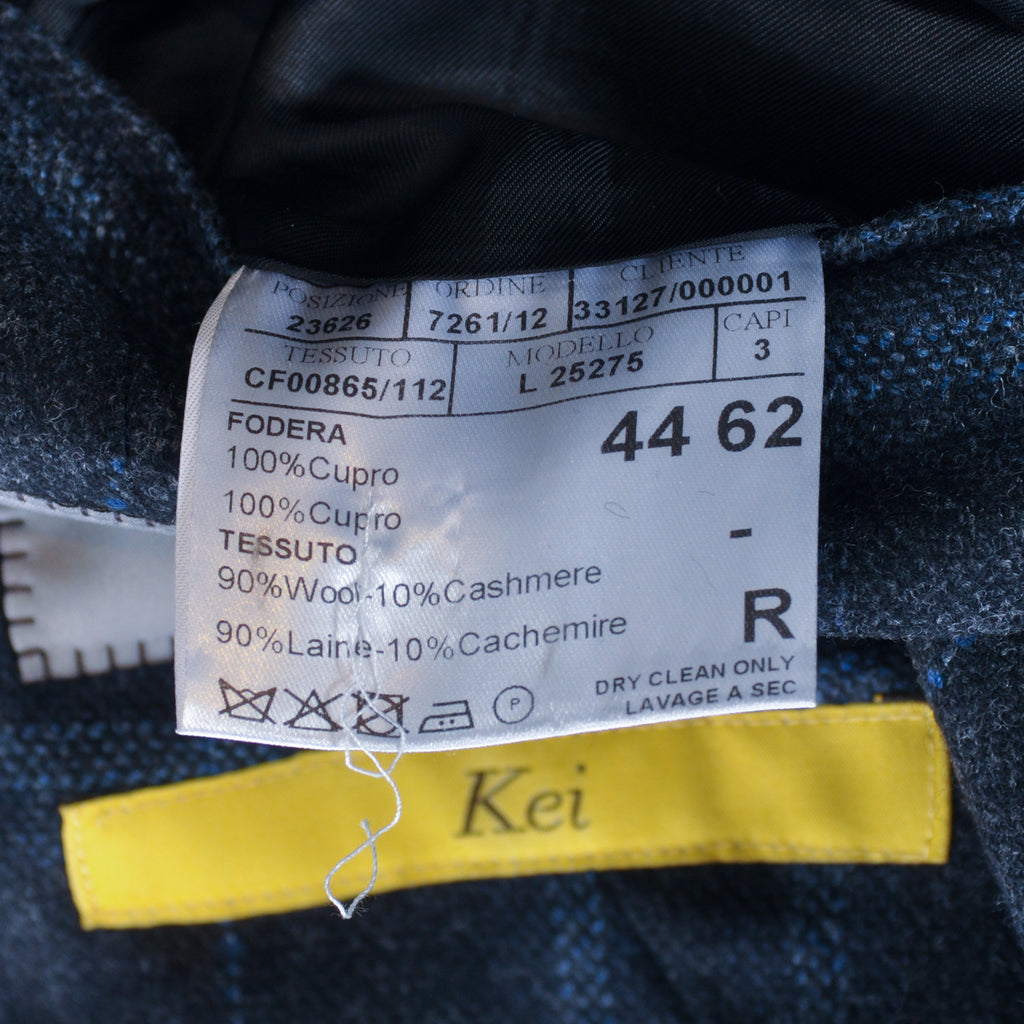 POSIZIONE ORDINE CLIENTE
23626 7261/12 33127/000001
TESSUTO MODELLO CAPI
CF00865/112 L 25275 3
FODERA 44 62
100%Cupro
100%Cupro
-
TESSUTO
90%Wool-10%Cashmere
R
90%Laine-10%Cachemire
DRY CLEAN ONLY
LAVAGE A SEC
P
Kei